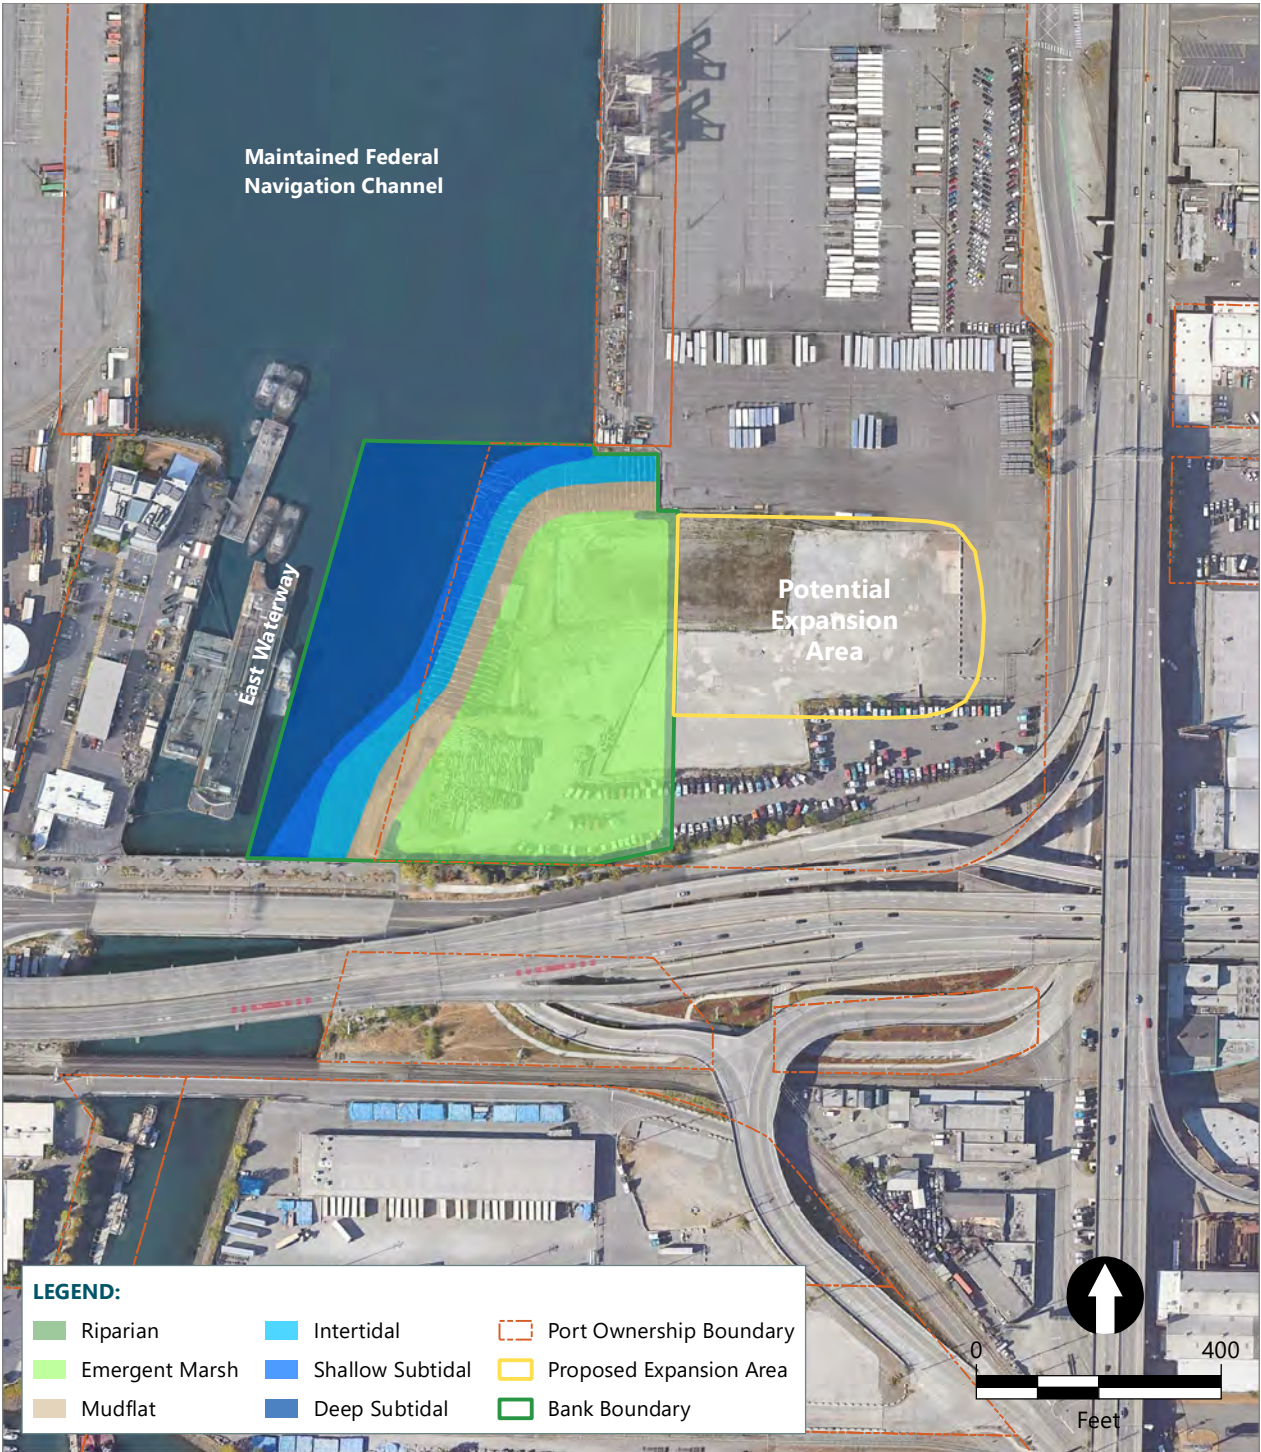 Maintained Federal
Navigation Channel
East Waterway
Potential
Expansion
Area
LEGEND:
Riparian
Emergent Marsh
Mudflat
Intertidal
Shallow Subtidal
Deep Subtidal
Port Ownership Boundary
Proposed Expansion Area
Bank Boundary
0 400
Feet